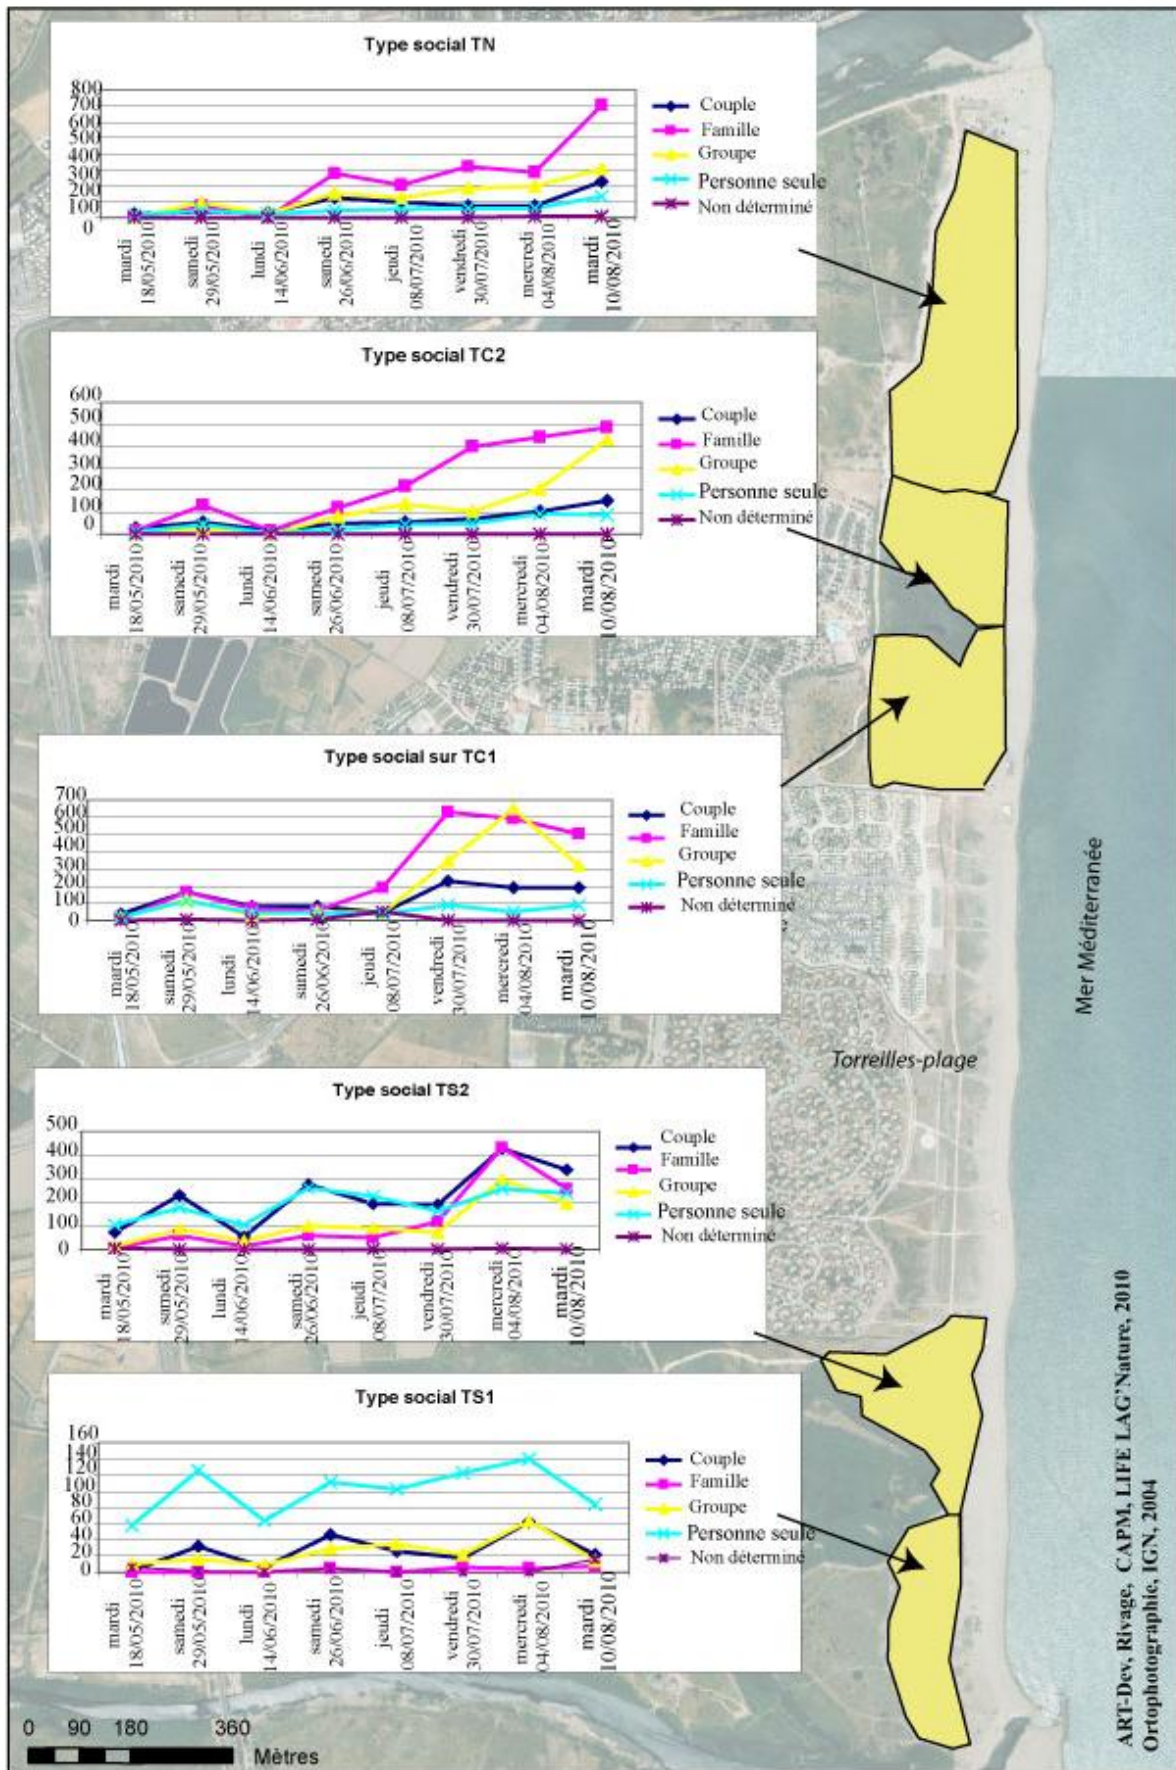 Type social TN
800
700
600
500
400
300
200
100
0
mardi
18/05/2010
samedi
29/05/2010
lundi
14/06/2010
samedi
26/06/2010
jeudi
08/07/2010
vendredi
30/07/2010
mercredi
04/08/2010
mardi
10/08/2010
Couple
Famille
Groupe
Personne seule
Non déterminé
Type social TC2
600
500
400
300
200
100
0
mardi
18/05/2010
samedi
29/05/2010
lundi
14/06/2010
samedi
26/06/2010
jeudi
08/07/2010
vendredi
30/07/2010
mercredi
04/08/2010
mardi
10/08/2010
Couple
Famille
Groupe
Personne seule
Non déterminé
Type social sur TC1
700
600
500
400
300
200
100
0
mardi
18/05/2010
samedi
29/05/2010
lundi
14/06/2010
samedi
26/06/2010
jeudi
08/07/2010
vendredi
30/07/2010
mercredi
04/08/2010
mardi
10/08/2010
Couple
Famille
Groupe
Personne seule
Non déterminé
Mer Méditerranée
Torreilles-plage
Type social TS2
500
400
300
200
100
0
mardi
18/05/2010
samedi
29/05/2010
lundi
14/06/2010
samedi
26/06/2010
jeudi
08/07/2010
vendredi
30/07/2010
mercredi
04/08/2010
mardi
10/08/2010
Couple
Famille
Groupe
Personne seule
Non déterminé
Type social TS1
160
140
120
100
80
60
40
20
0
mardi
18/05/2010
samedi
29/05/2010
lundi
14/06/2010
samedi
26/06/2010
jeudi
08/07/2010
vendredi
30/07/2010
mercredi
04/08/2010
mardi
10/08/2010
Couple
Famille
Groupe
Personne seule
Non déterminé
0 90 180 360
Mètres
ART-Dev, Rivage, CAPM, LIFE LAG'Nature, 2010
Ortophotographie, IGN, 2004